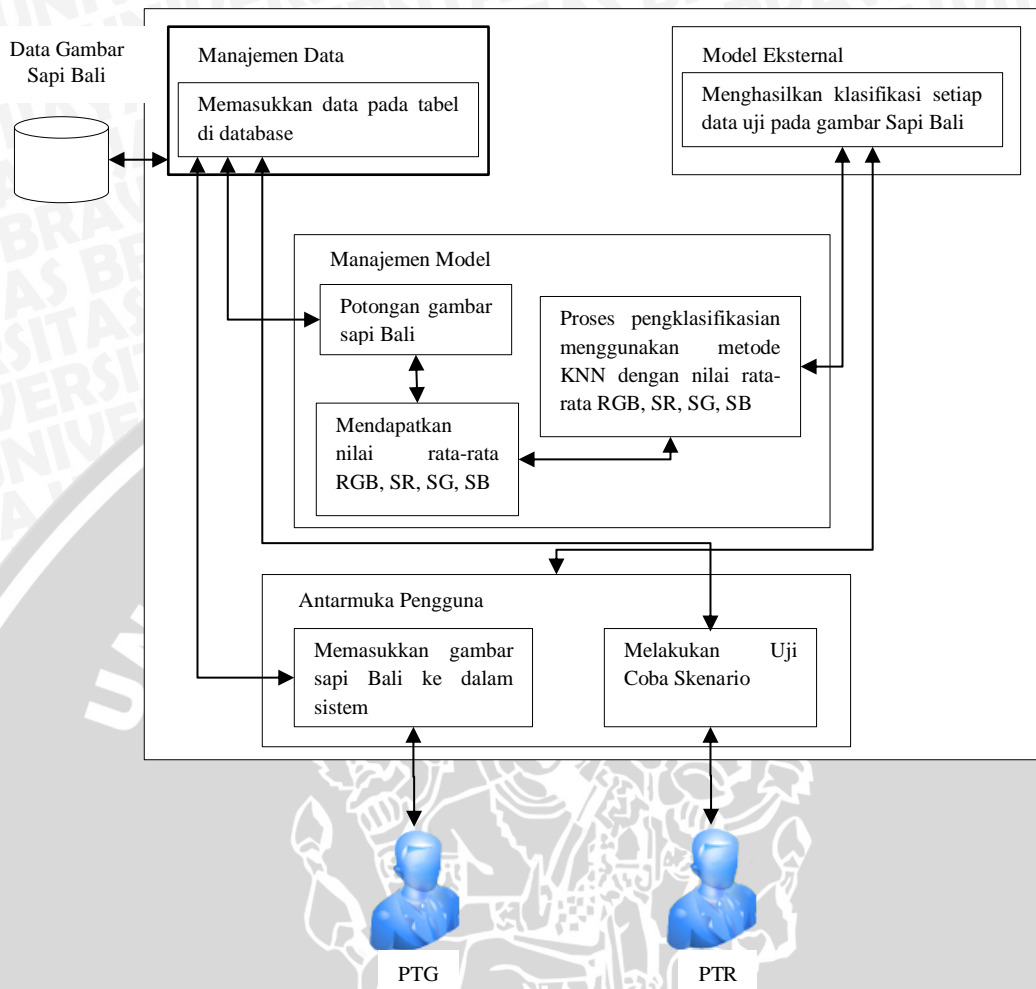 Data Gambar
Sapi Bali
Manajemen Data
Memasukkan data pada tabel
di database
Model Eksternal
Menghasilkan klasifikasi setiap
data uji pada gambar Sapi Bali
Manajemen Model
Potongan gambar
sapi Bali
Proses pengklasifikasian
menggunakan metode
KNN dengan nilai rata-
rata RGB, SR, SG, SB
Mendapatkan
nilai rata-rata
RGB, SR, SG, SB
Antarmuka Pengguna
Memasukkan gambar
sapi Bali ke dalam
sistem
Melakukan Uji
Coba Skenario
PTG
PTR